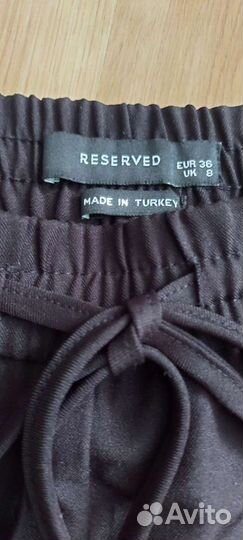 RESERVED
EUR 36
UK 8
MADE IN TURKEY
Avito